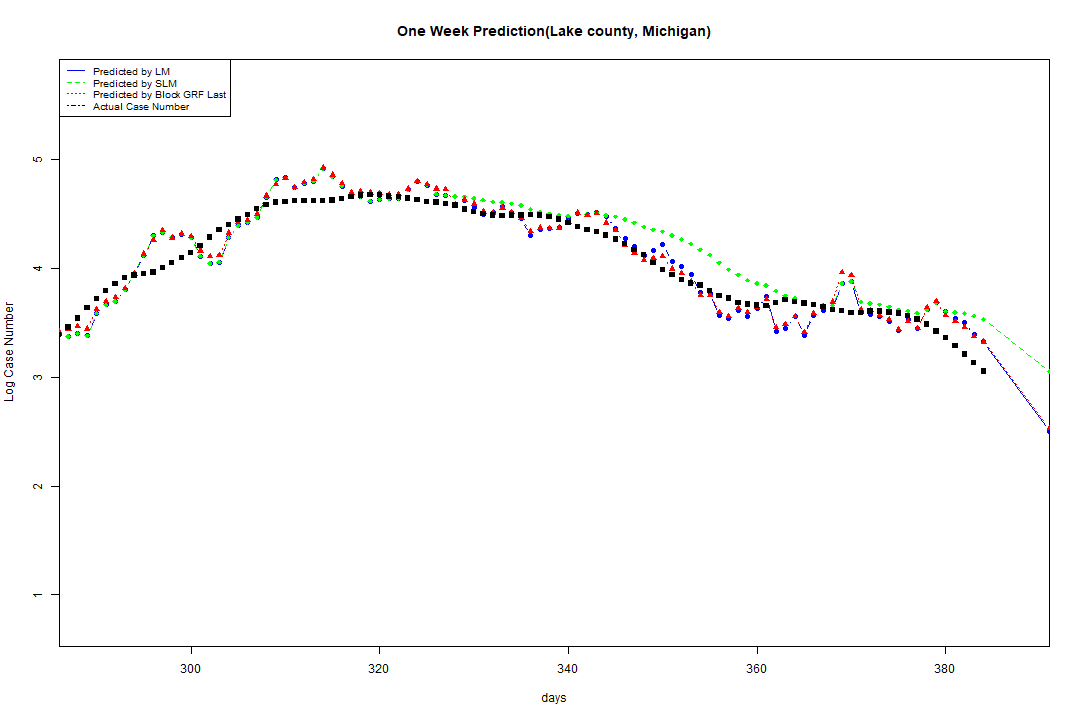 One Week Prediction(Lake county, Michigan)
Predicted by LM
Predicted by SLM
Predicted by Block GRF Last
Actual Case Number
5
4
3
2
1
Log Case Number
300 320 340 360 380
days